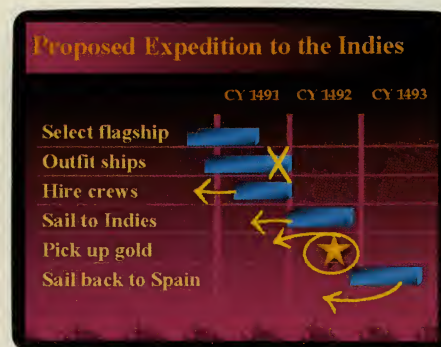 Proposed Expedition to the Indies
CY 1491 CY 1492 CY 1493
Select flagship
Outfit ships
Hire crews
Sail to Indies
Pick up gold
Sail back to Spain